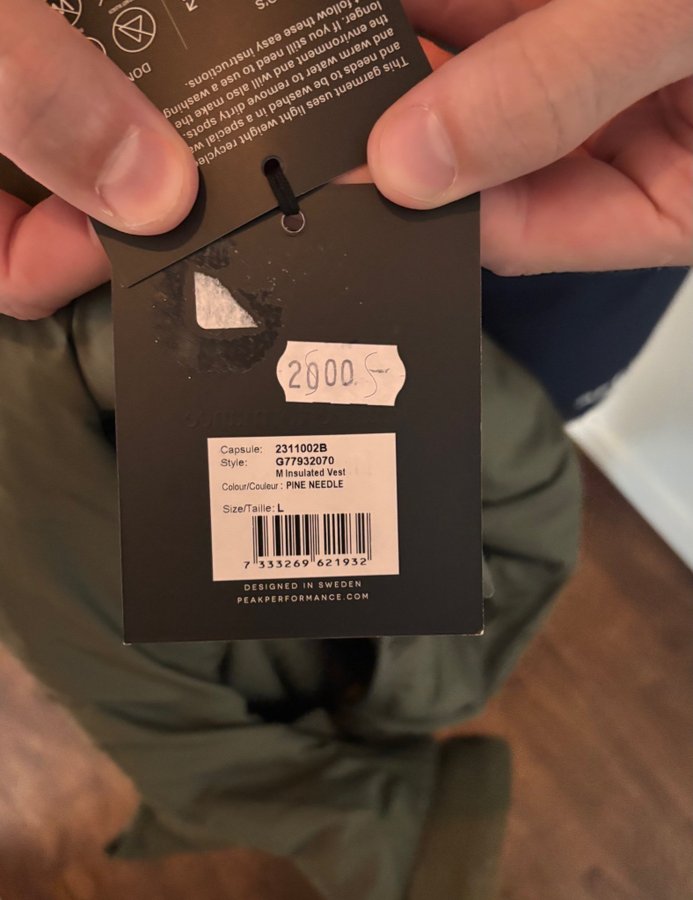 This garment uses light weight recycle
and needs to be washed in a special wa
and warm water to remove dirty spots.
the environment and will also make the
longer. If you still need to use a washing
follow these easy instructions.
2000.-
Capsule: 2311002B
Style: G77932070
M Insulated Vest
Colour/Couleur : PINE NEEDLE
Size/Taille: L
7 333269 621932
DESIGNED IN SWEDEN
PEAKPERFORMANCE.COM